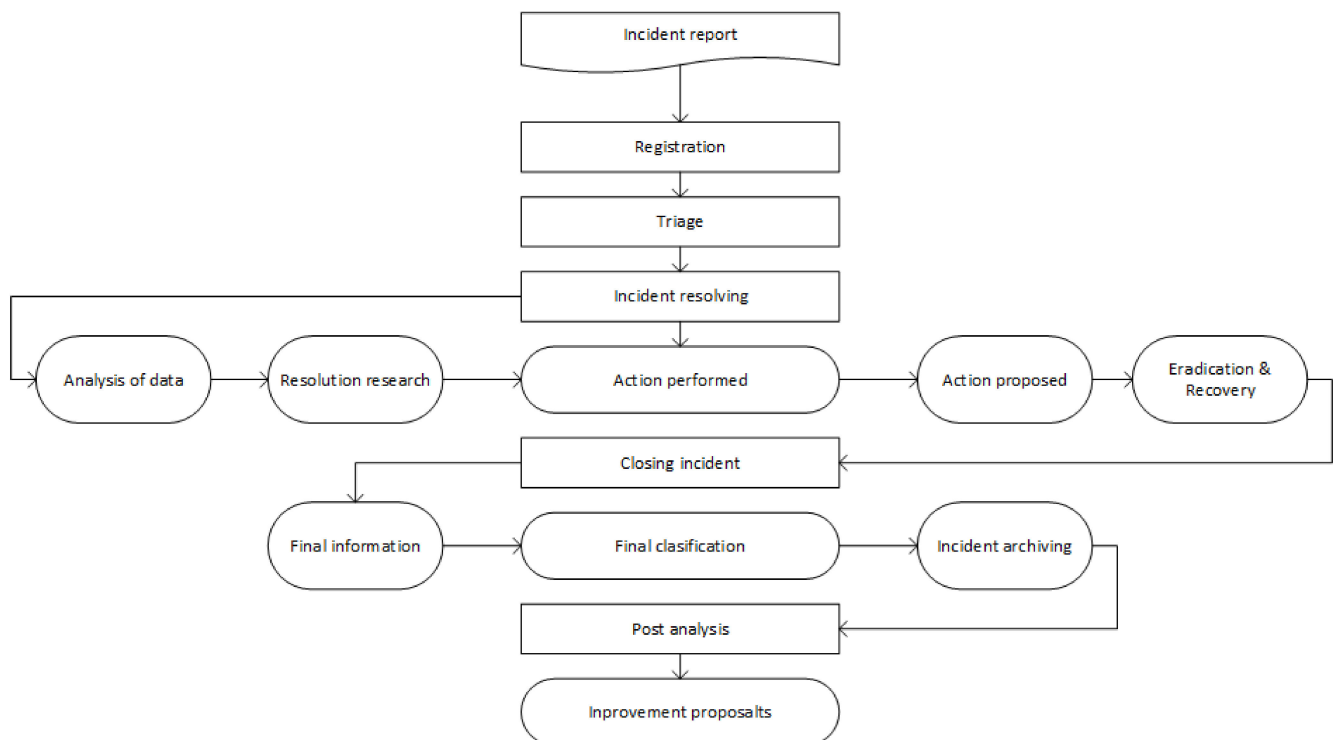 Incident report
Registration
Triage
Incident resolving
Analysis of data
Resolution research
Action performed
Action proposed
Eradication &
Recovery
Closing incident
Final information
Final clasification
Incident archiving
Post analysis
Inprovement proposalts